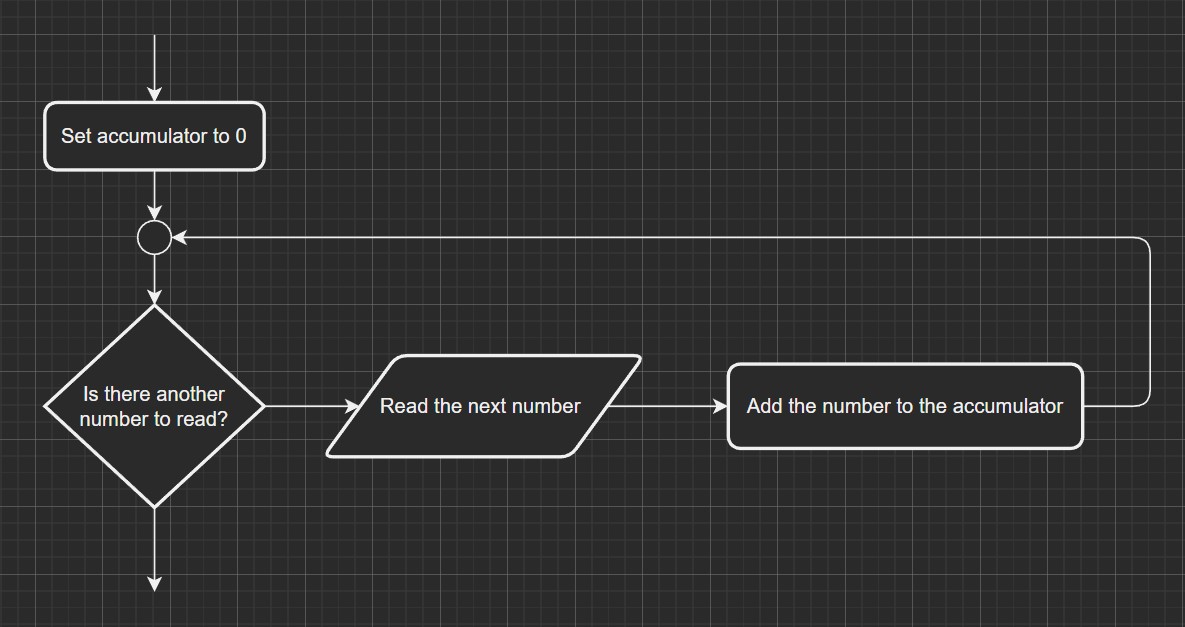 Set accumulator to 0
Is there another
number to read?
Read the next number
Add the number to the accumulator